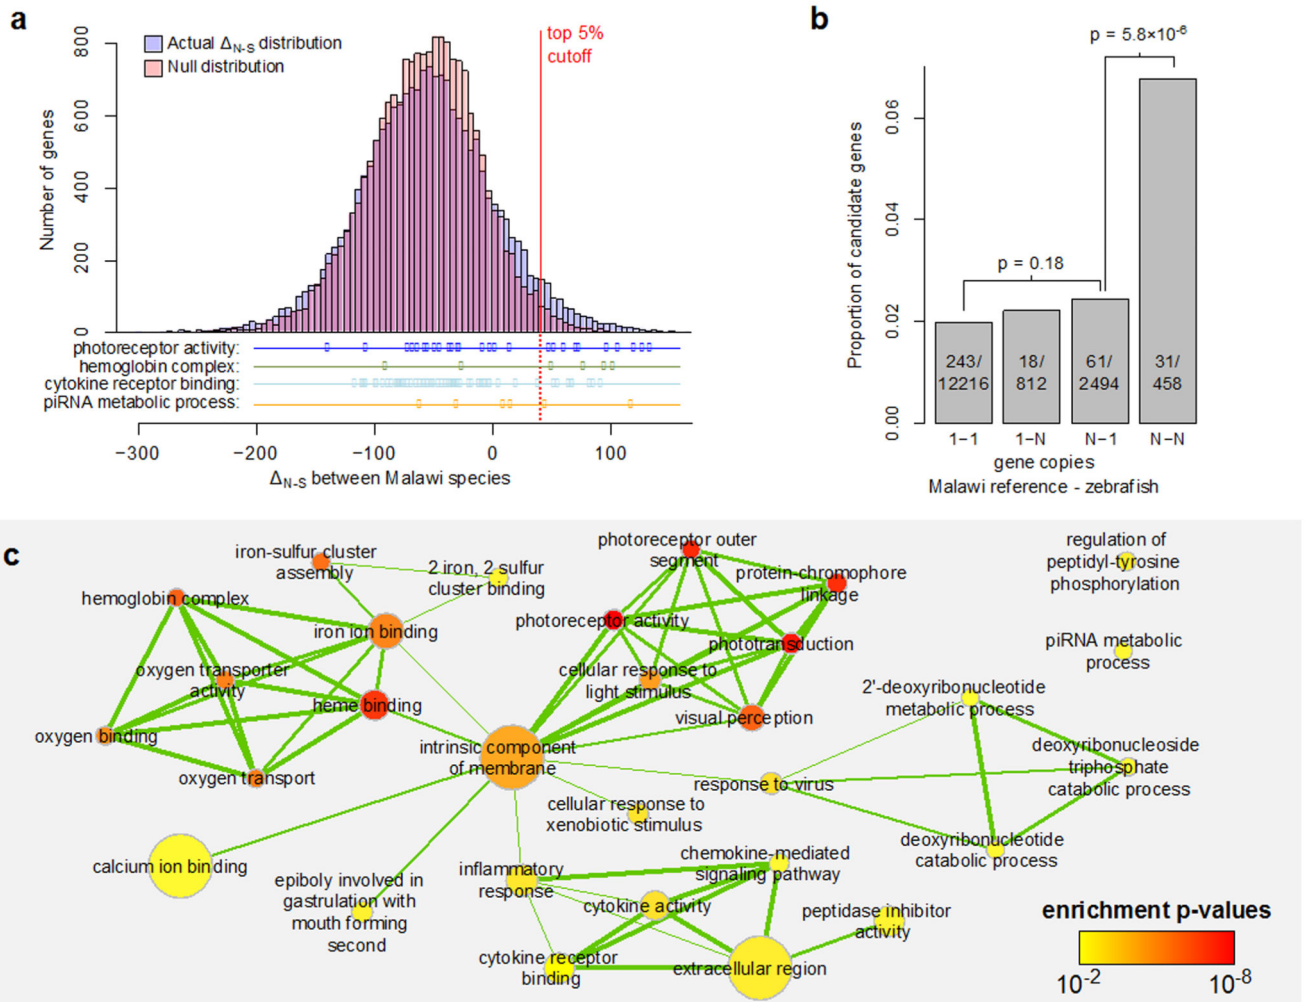 a
Actual ΔN-S distribution
Null distribution
top 5%
cutoff
Number of genes
0
200
400
600
800
photoreceptor activity:
hemoglobin complex:
cytokine receptor binding:
piRNA metabolic process:
−300
−200
−100
0
100
ΔN-S between Malawi species
b
p = 5.8×10-6
p = 0.18
Proportion of candidate genes
0.00
0.02
0.04
0.06
243/
12216
18/
812
61/
2494
31/
458
1−1
1−N
N−1
N−N
gene copies
Malawi reference - zebrafish
c
iron-sulfur cluster
assembly
2 iron, 2 sulfur
cluster binding
hemoglobin complex
iron ion binding
oxygen transporter
activity
heme binding
oxygen binding
oxygen transport
photoreceptor outer
segment
protein-chromophore
linkage
photoreceptor activity
phototransduction
cellular response to
light stimulus
visual perception
regulation of
peptidyl-tyrosine
phosphorylation
piRNA metabolic
process
2'-deoxyribonucleotide
metabolic process
deoxyribonucleoside
triphosphate
catabolic process
deoxyribonucleotide
catabolic process
intrinsic component
of membrane
response to virus
cellular response to
xenobiotic stimulus
calcium ion binding
epiboly involved in
gastrulation with
mouth forming
second
inflammatory
response
chemokine-mediated
signaling pathway
cytokine activity
peptidase inhibitor
activity
cytokine receptor
binding
extracellular region
enrichment p-values
10-2
10-8